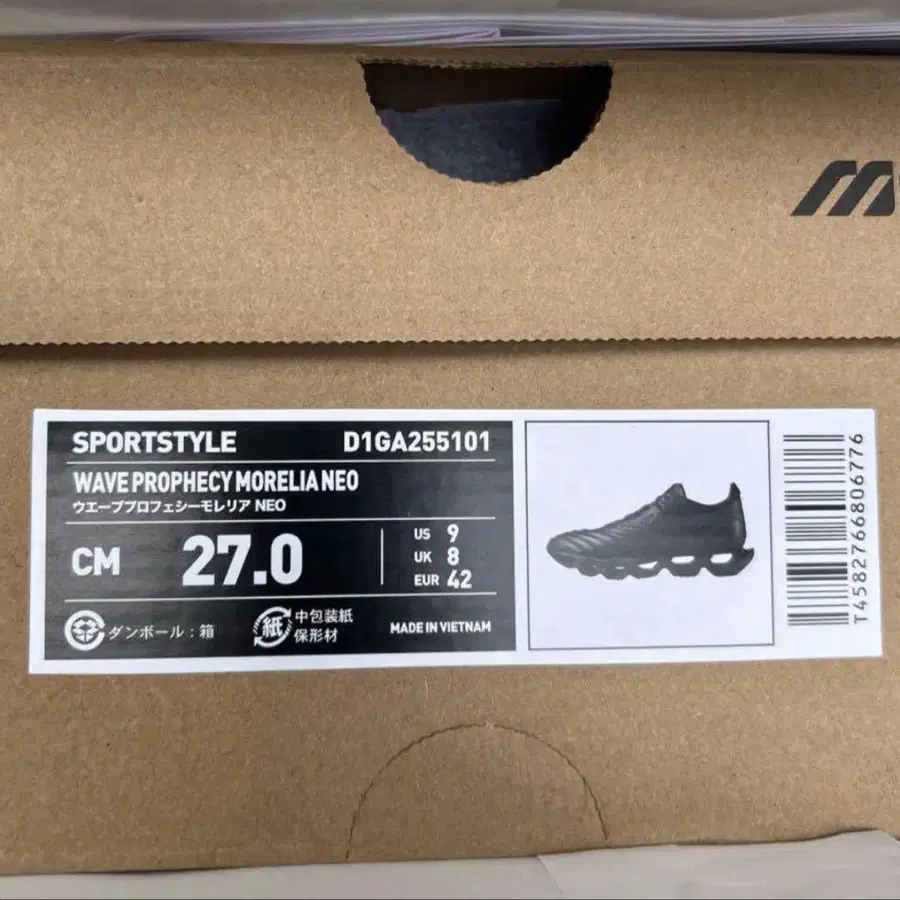 SPORTSTYLE D1GA255101
WAVE PROPHECY MORELIA NEO
ウエーブプロフェシーモレリア NEO
CM 27.0
US 9
UK 8
EUR 42
ダンボール : 箱
紙
中包装紙
保形材
MADE IN VIETNAM
T4582766806776